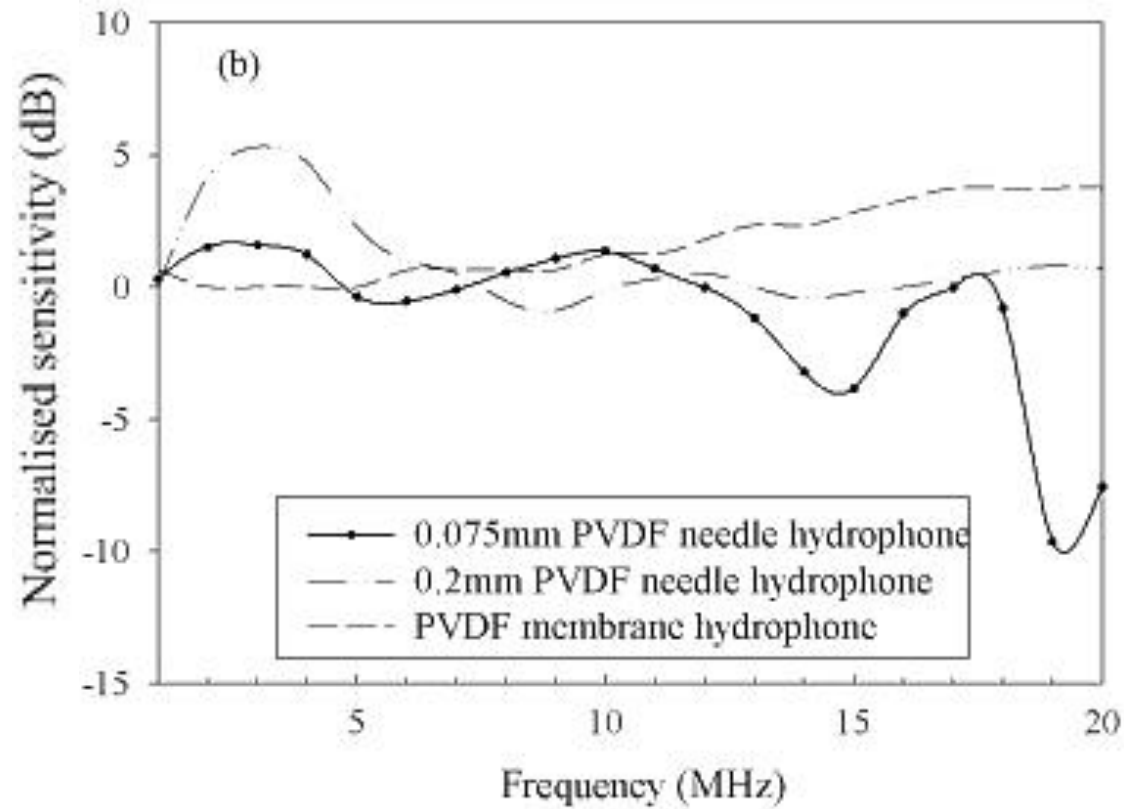 10
(b)
5
0
-5
-10
-15
Normalised sensitivity (dB)
0.075mm PVDF needle hydrophone
0.2mm PVDF needle hydrophone
PVDF membrane hydrophone
5
10
15
20
Frequency (MHz)